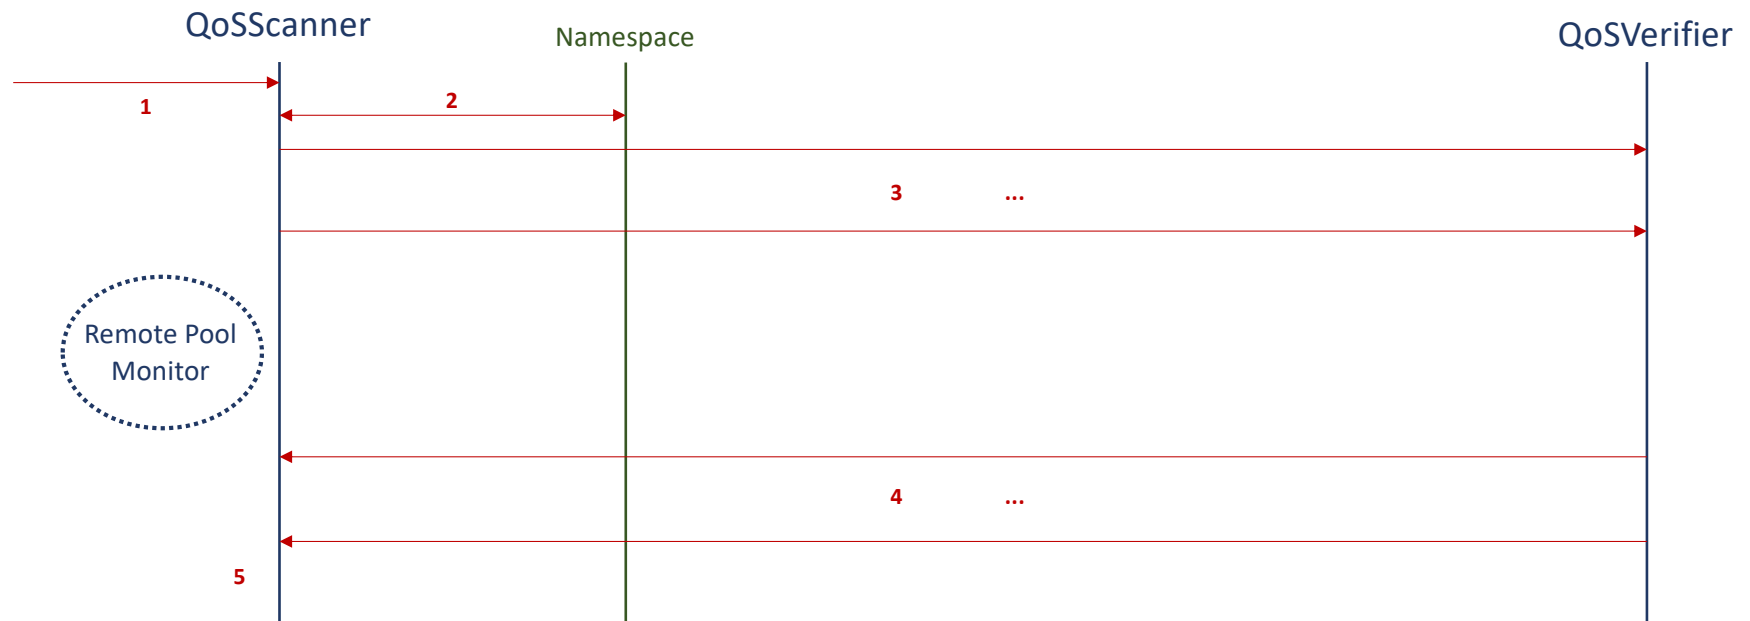 QoSScanner
Namespace
QoSVerifier
1
2
3 ...
Remote Pool
Monitor
4 ...
5